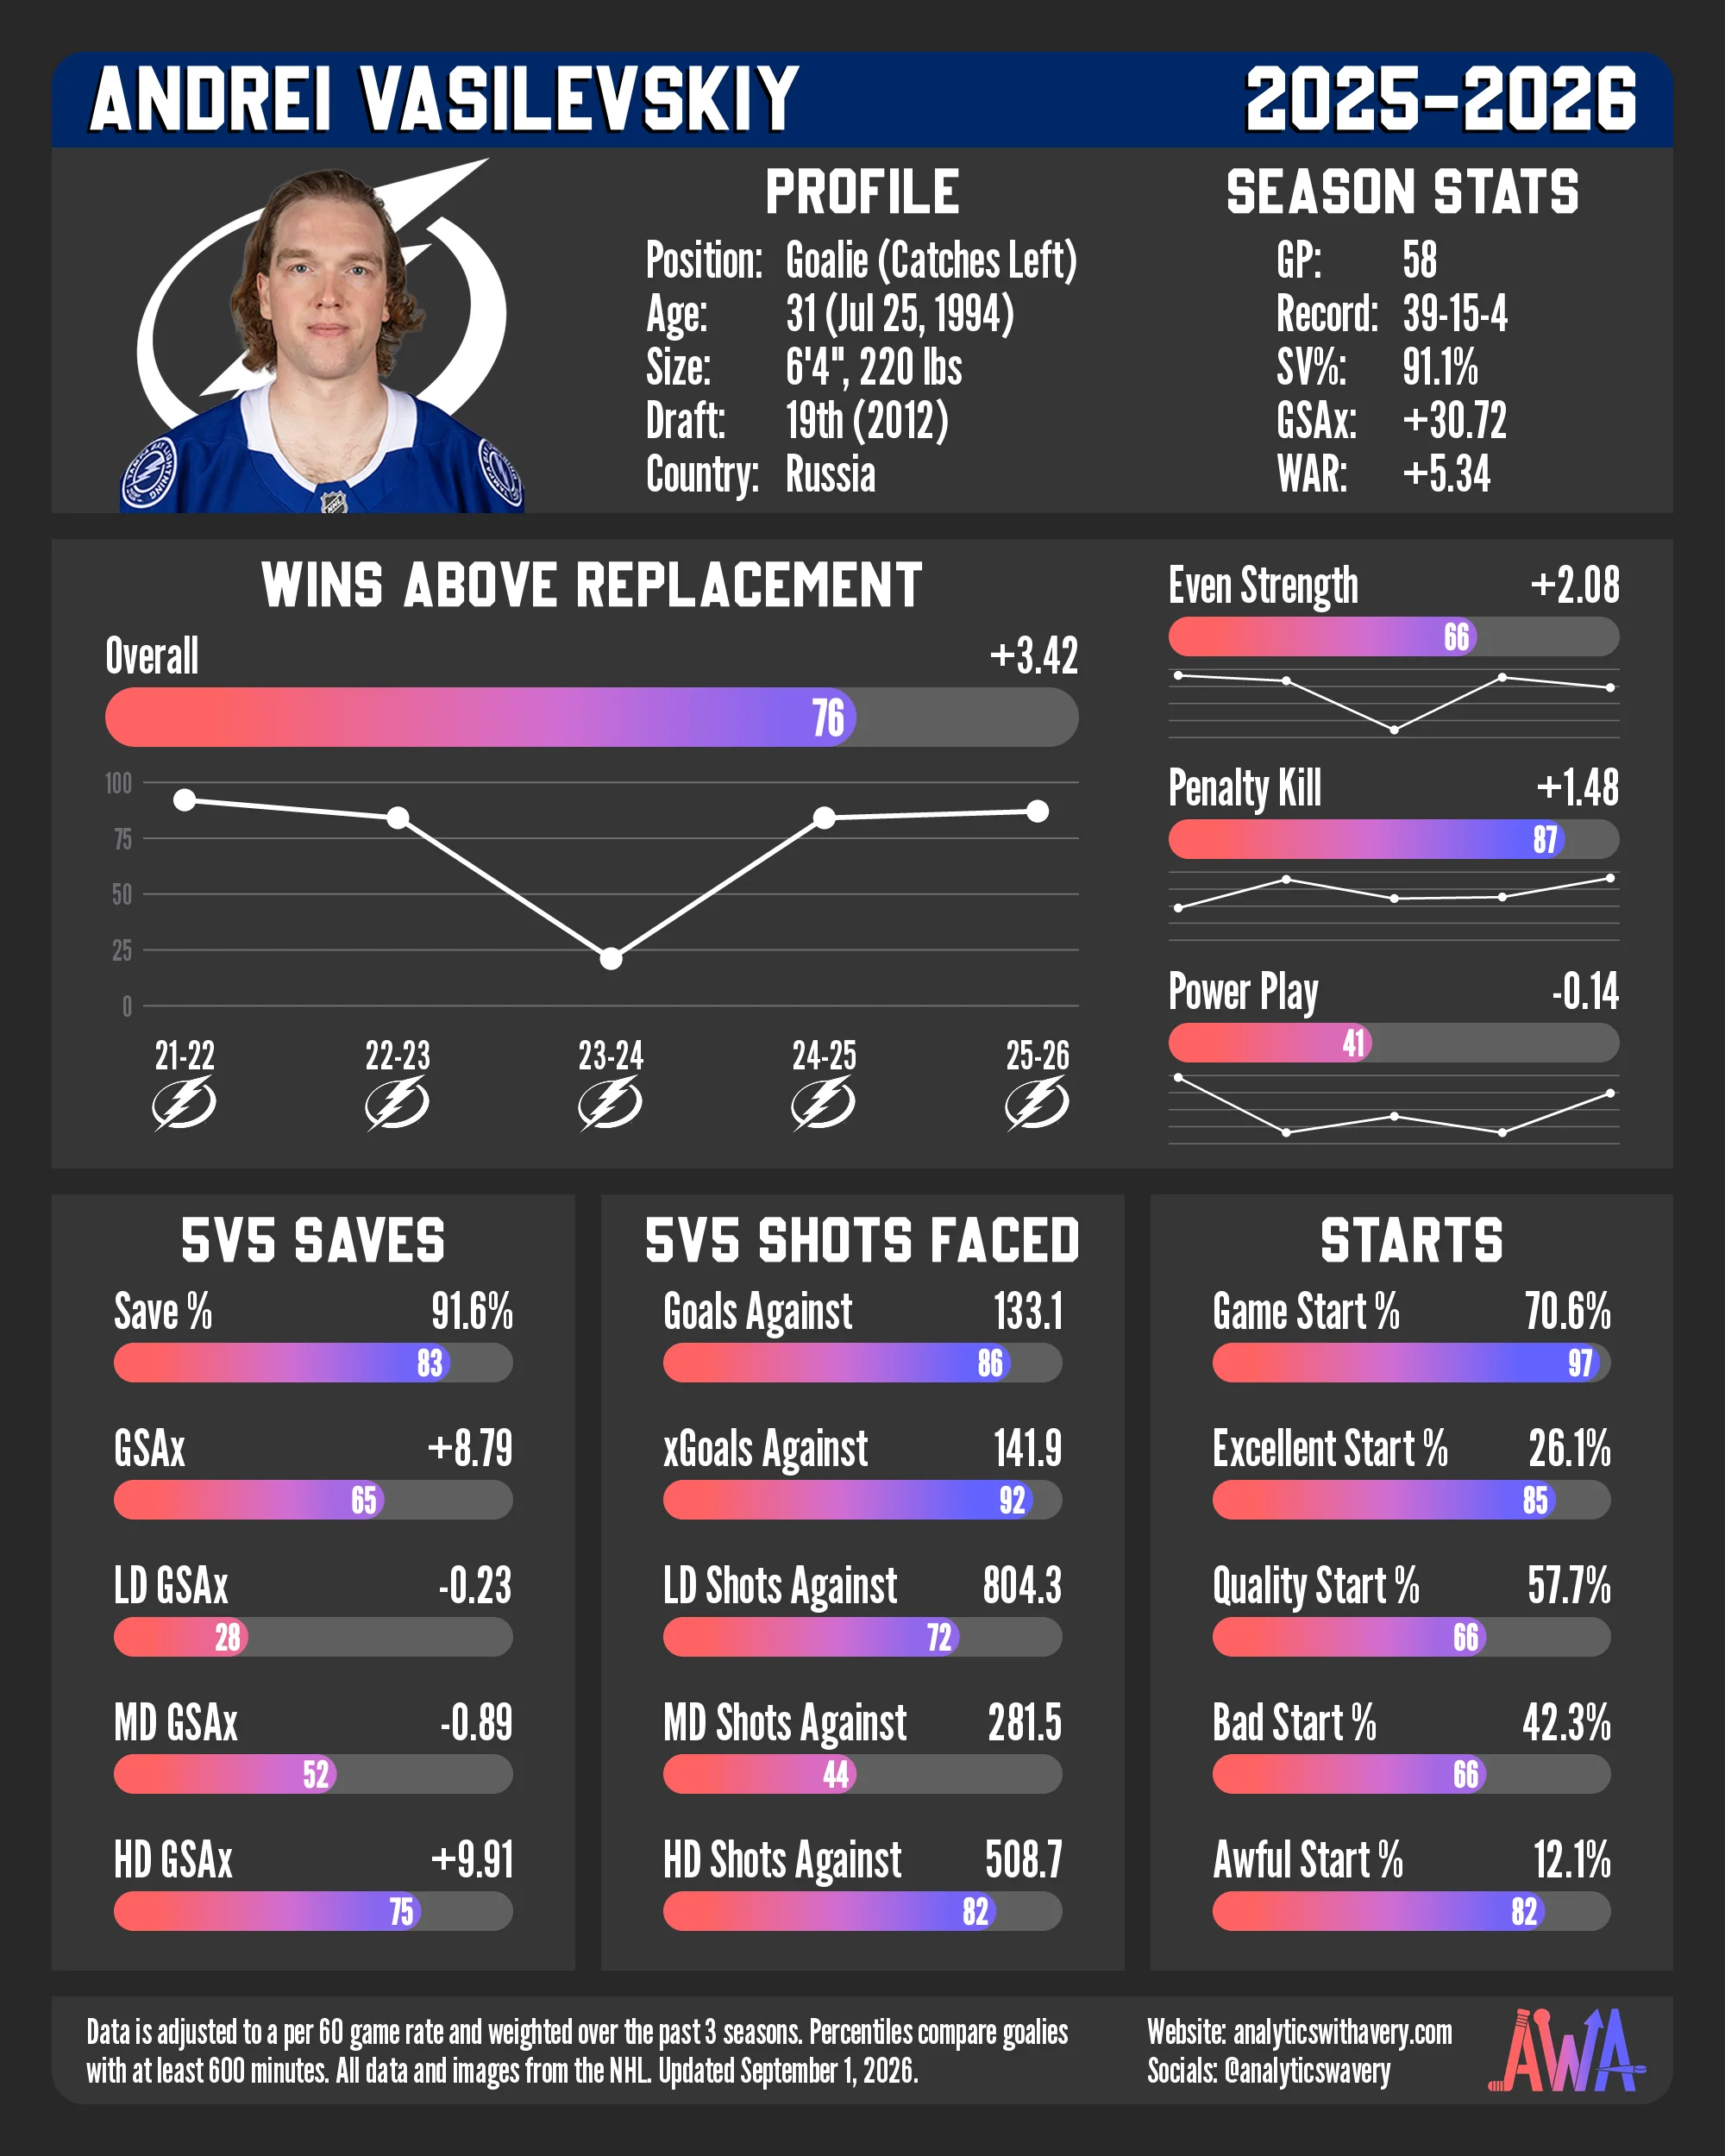 ANDREI VASILEVSKIY 2025-2026
PROFILE
Position: Goalie (Catches Left)
Age: 31 (Jul 25, 1994)
Size: 6'4", 220 lbs
Draft: 19th (2012)
Country: Russia
SEASON STATS
GP: 58
Record: 39-15-4
SV%: 91.1%
GSAx: +30.72
WAR: +5.34
TAMPA BAY LIGHTNING
WINS ABOVE REPLACEMENT
Overall +3.42
76
100
75
50
25
0
21-22 22-23 23-24 24-25 25-26
Even Strength +2.08
66
Penalty Kill +1.48
87
Power Play -0.14
41
5V5 SAVES
Save % 91.6%
83
GSAx +8.79
65
LD GSAx -0.23
28
MD GSAx -0.89
52
HD GSAx +9.91
75
5V5 SHOTS FACED
Goals Against 133.1
86
xGoals Against 141.9
92
LD Shots Against 804.3
72
MD Shots Against 281.5
44
HD Shots Against 508.7
82
STARTS
Game Start % 70.6%
97
Excellent Start % 26.1%
85
Quality Start % 57.7%
66
Bad Start % 42.3%
66
Awful Start % 12.1%
82
Data is adjusted to a per 60 game rate and weighted over the past 3 seasons. Percentiles compare goalies
with at least 600 minutes. All data and images from the NHL. Updated September 1, 2026.
Website: analyticswithavery.com
Socials: @analyticswavery
AWA